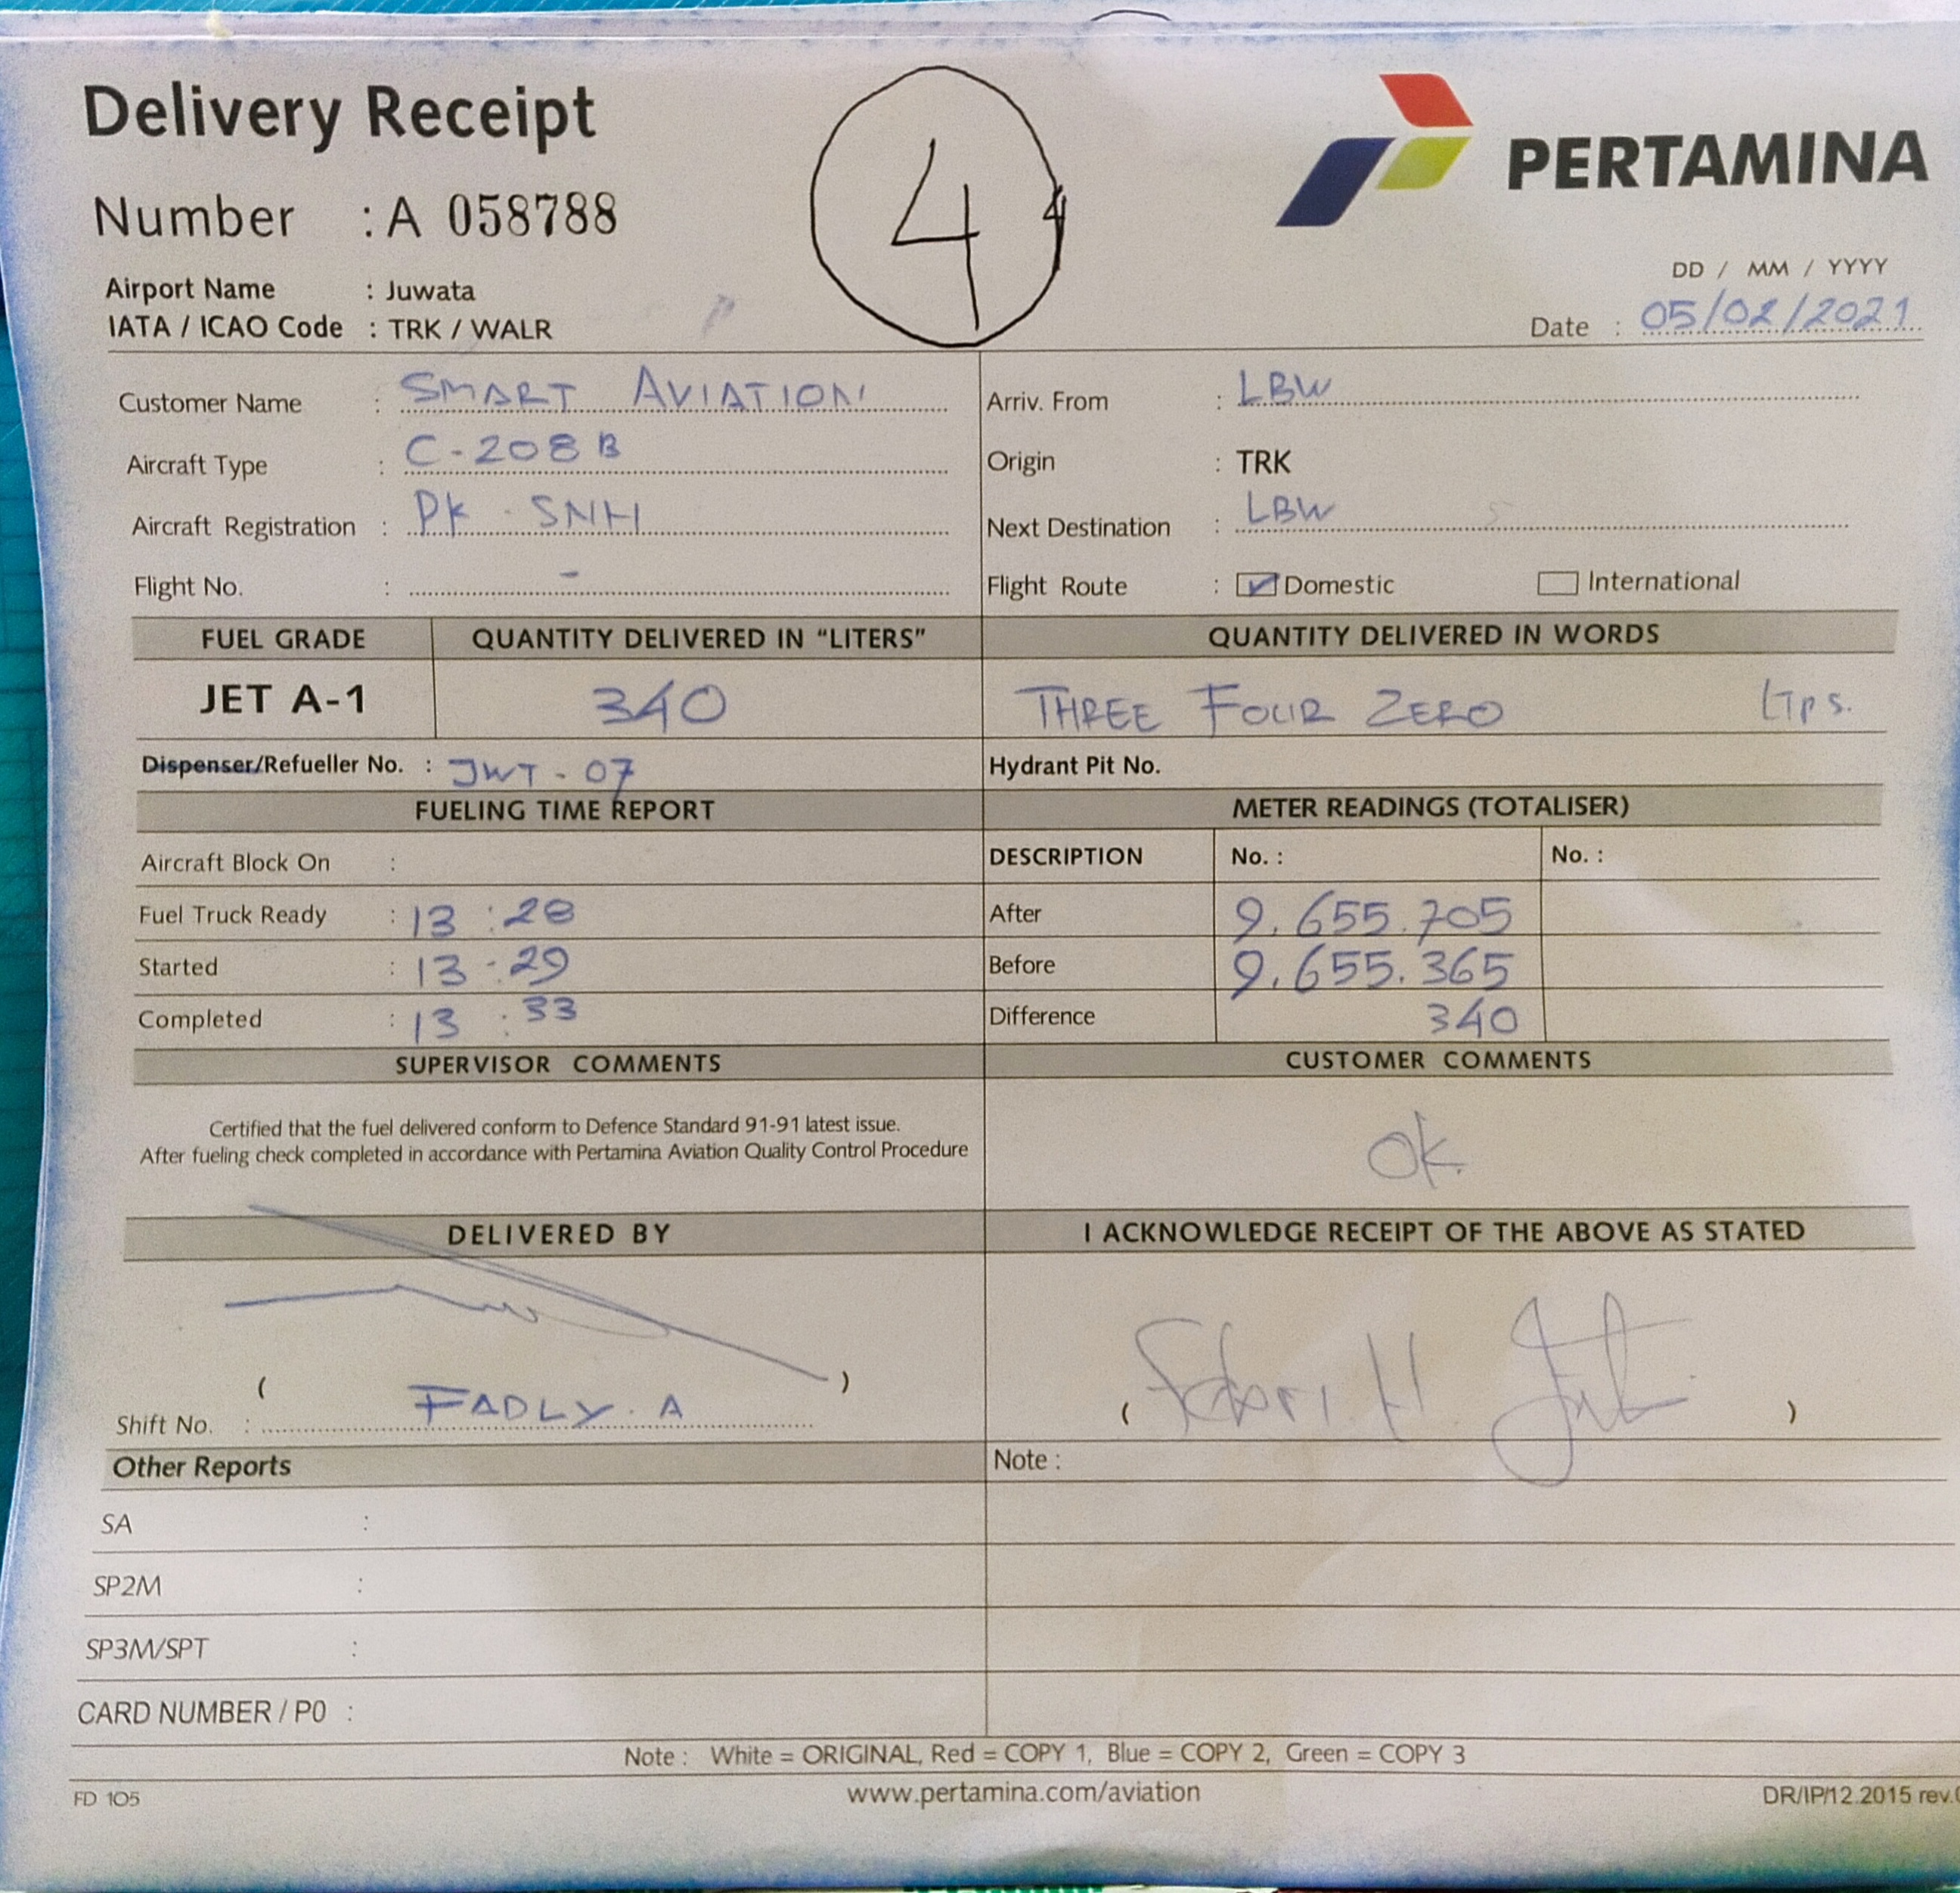 Delivery Receipt
4
4
PERTAMINA
Number : A 058788
Airport Name : Juwata
IATA / ICAO Code : TRK / WALR
DD / MM / YYYY
Date : 05/02/2021
Customer Name : SMART AVIATION
Arriv. From : LBW
Aircraft Type : C-208 B
Origin : TRK
Aircraft Registration : PK - SNH
Next Destination : LBW
Flight No. : -
Flight Route : Domestic International
FUEL GRADE QUANTITY DELIVERED IN "LITERS" QUANTITY DELIVERED IN WORDS
JET A-1 340 THREE FOUR ZERO LTRS.
Dispenser/Refueller No. : JWT - 07 Hydrant Pit No.
FUELING TIME REPORT METER READINGS (TOTALISER)
Aircraft Block On : DESCRIPTION No. : No. :
Fuel Truck Ready : 13 : 28 After 9.655.705
Started : 13 - 29 Before 9.655.365
Completed : 13 : 33 Difference 340
SUPERVISOR COMMENTS CUSTOMER COMMENTS
Certified that the fuel delivered conform to Defence Standard 91-91 latest issue.
After fueling check completed in accordance with Pertamina Aviation Quality Control Procedure
OK.
DELIVERED BY I ACKNOWLEDGE RECEIPT OF THE ABOVE AS STATED
( )
Shift No. : FADLY. A
( )
Other Reports Note :
SA :
SP2M :
SP3M/SPT :
CARD NUMBER / P0 :
Note : White = ORIGINAL, Red = COPY 1, Blue = COPY 2, Green = COPY 3
FD 105 www.pertamina.com/aviation DR/IP/12.2015 rev.